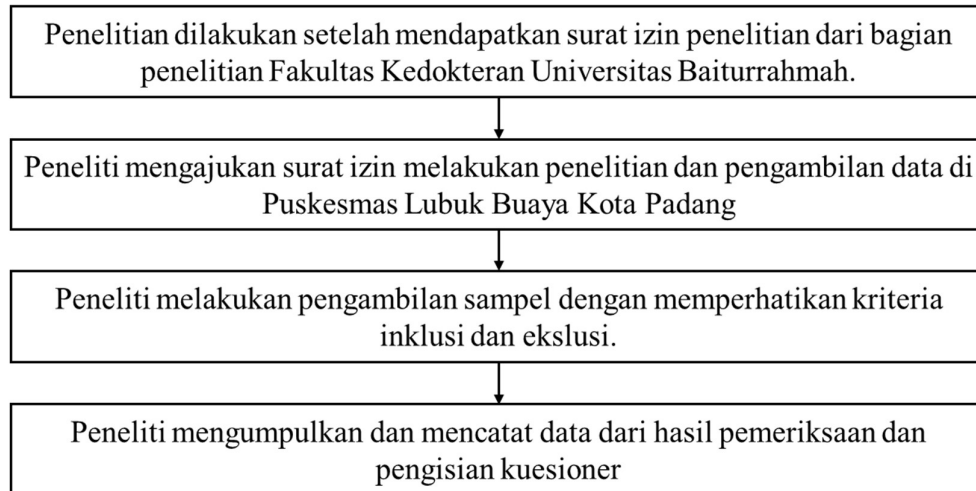 Penelitian dilakukan setelah mendapatkan surat izin penelitian dari bagian
penelitian Fakultas Kedokteran Universitas Baiturrahmah.
Peneliti mengajukan surat izin melakukan penelitian dan pengambilan data di
Puskesmas Lubuk Buaya Kota Padang
Peneliti melakukan pengambilan sampel dengan memperhatikan kriteria
inklusi dan ekslusi.
Peneliti mengumpulkan dan mencatat data dari hasil pemeriksaan dan
pengisian kuesioner